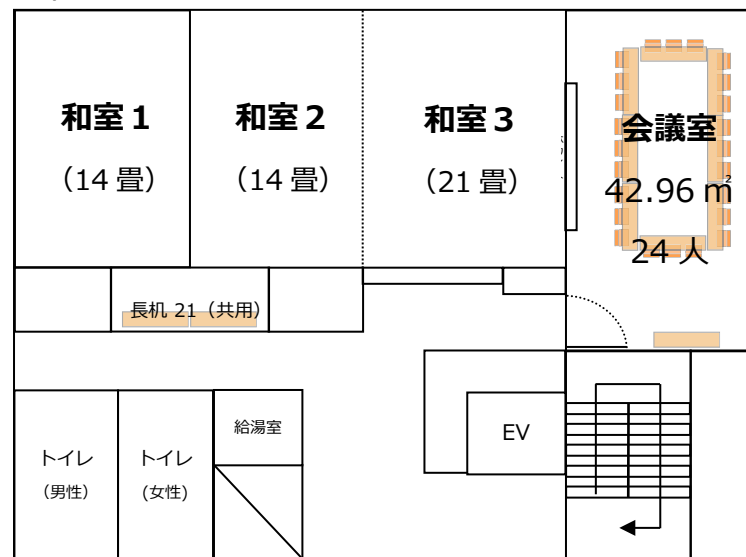 和室１
（14 畳）
和室２
（14 畳）
和室３
（21 畳）
会議室
42.96 ㎡
24 人
長机 21（共用）
トイレ
（男性）
トイレ
(女性)
給湯室
EV